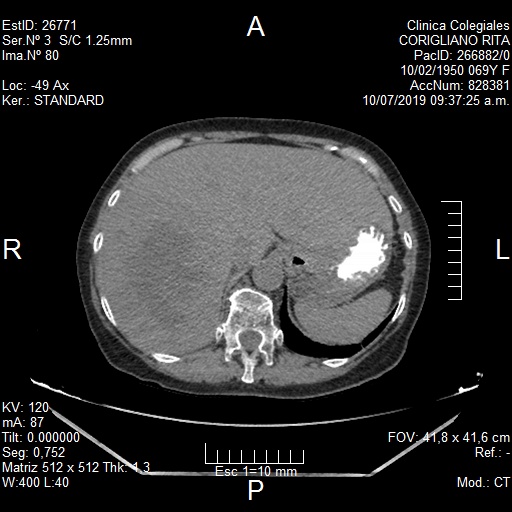 EstID: 26771
Ser.Nº 3 S/C 1.25mm
Ima.Nº 80
Loc: -49 Ax
Ker.: STANDARD
A
Clinica Colegiales
CORIGLIANO RITA
PacID: 266882/0
10/02/1950 069Y F
AccNum: 828381
10/07/2019 09:37:25 a.m.
R
L
KV: 120
mA: 87
Tilt: 0.000000
Seg: 0,752
Matriz 512 x 512 Thk: 1.3
W:400 L:40
Esc 1=10 mm
P
FOV: 41,8 x 41,6 cm
Ref.: -
Mod.: CT